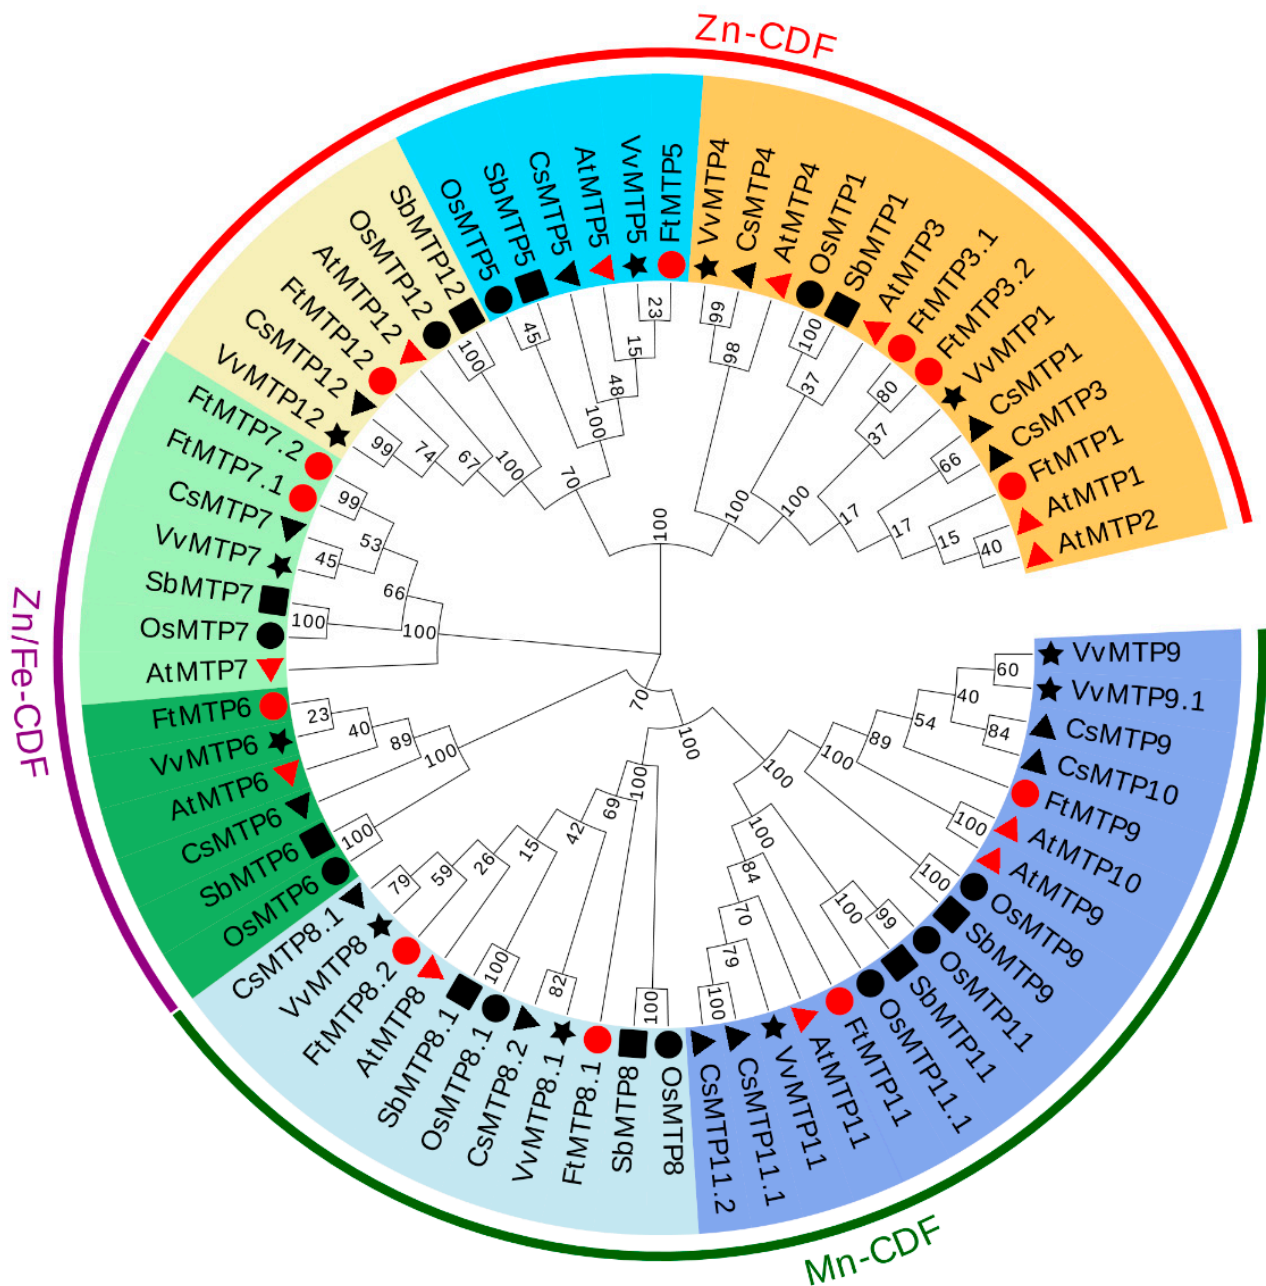 Zn-CDF
VvMTP4
CsMTP4
AtMTP4
OsMTP1
SbMTP1
AtMTP3
FtMTP3.1
FtMTP3.2
VvMTP1
CsMTP1
CsMTP3
FtMTP1
AtMTP1
AtMTP2
VvMTP9
VvMTP9.1
CsMTP9
CsMTP10
FtMTP9
AtMTP10
AtMTP9
OsMTP9
SbMTP9
OsMTP11
SbMTP11
OsMTP11.1
FtMTP11
AtMTP11
VvMTP11
CsMTP11.1
CsMTP11.2
Mn-CDF
OsMTP8
SbMTP8
FtMTP8.1
VvMTP8.1
CsMTP8.2
OsMTP8.1
SbMTP8.1
AtMTP8
FtMTP8.2
VvMTP8
CsMTP8.1
OsMTP6
SbMTP6
CsMTP6
AtMTP6
VvMTP6
FtMTP6
Zn/Fe-CDF
AtMTP7
OsMTP7
SbMTP7
VvMTP7
CsMTP7
FtMTP7.1
FtMTP7.2
VvMTP12
CsMTP12
FtMTP12
AtMTP12
OsMTP12
SbMTP12
OsMTP5
SbMTP5
CsMTP5
AtMTP5
VvMTP5
FtMTP5
99
98
100
37
100
80
37
100
66
17
17
15
40
100
60
40
84
54
89
100
100
100
100
100
99
100
84
70
79
100
100
70
100
100
69
42
82
15
100
26
59
79
100
100
89
40
23
100
100
66
53
45
99
99
74
67
100
100
70
45
100
48
15
23